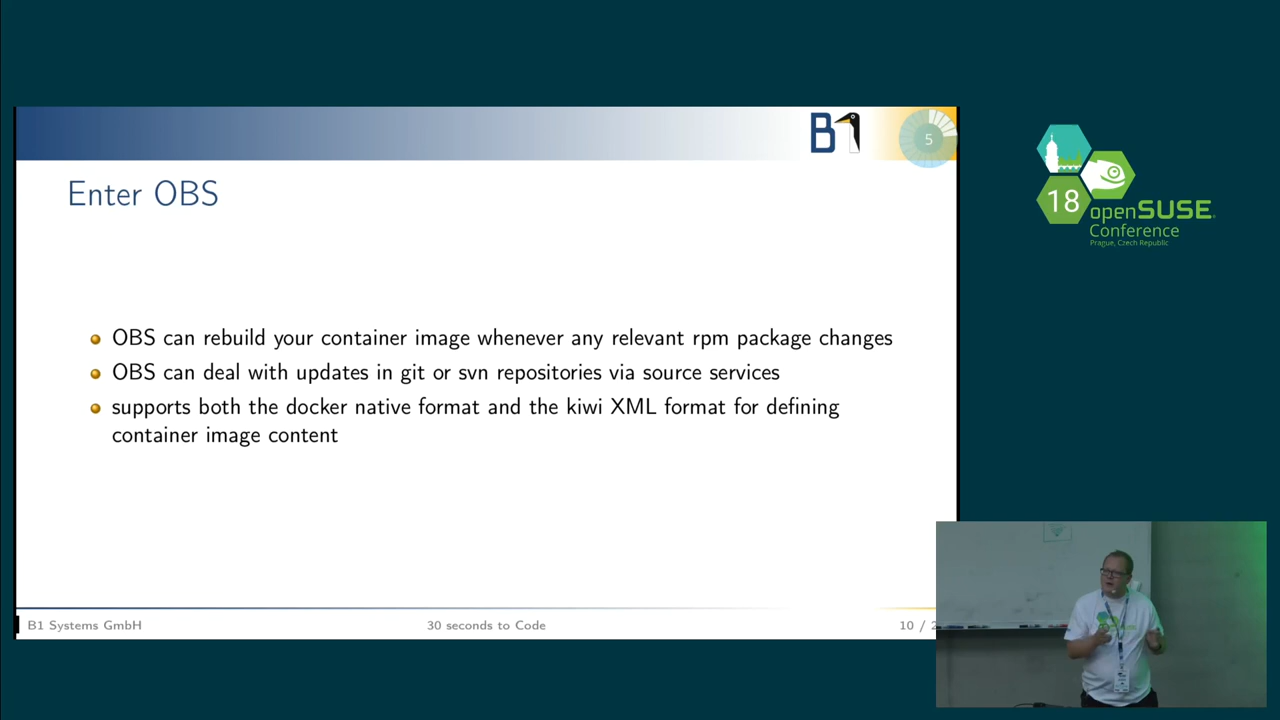 B1
5
Enter OBS
OBS can rebuild your container image whenever any relevant rpm package changes
OBS can deal with updates in git or svn repositories via source services
supports both the docker native format and the kiwi XML format for defining
container image content
B1 Systems GmbH
30 seconds to Code
10 / 2
18
openSUSE
Conference
Prague, Czech Republic